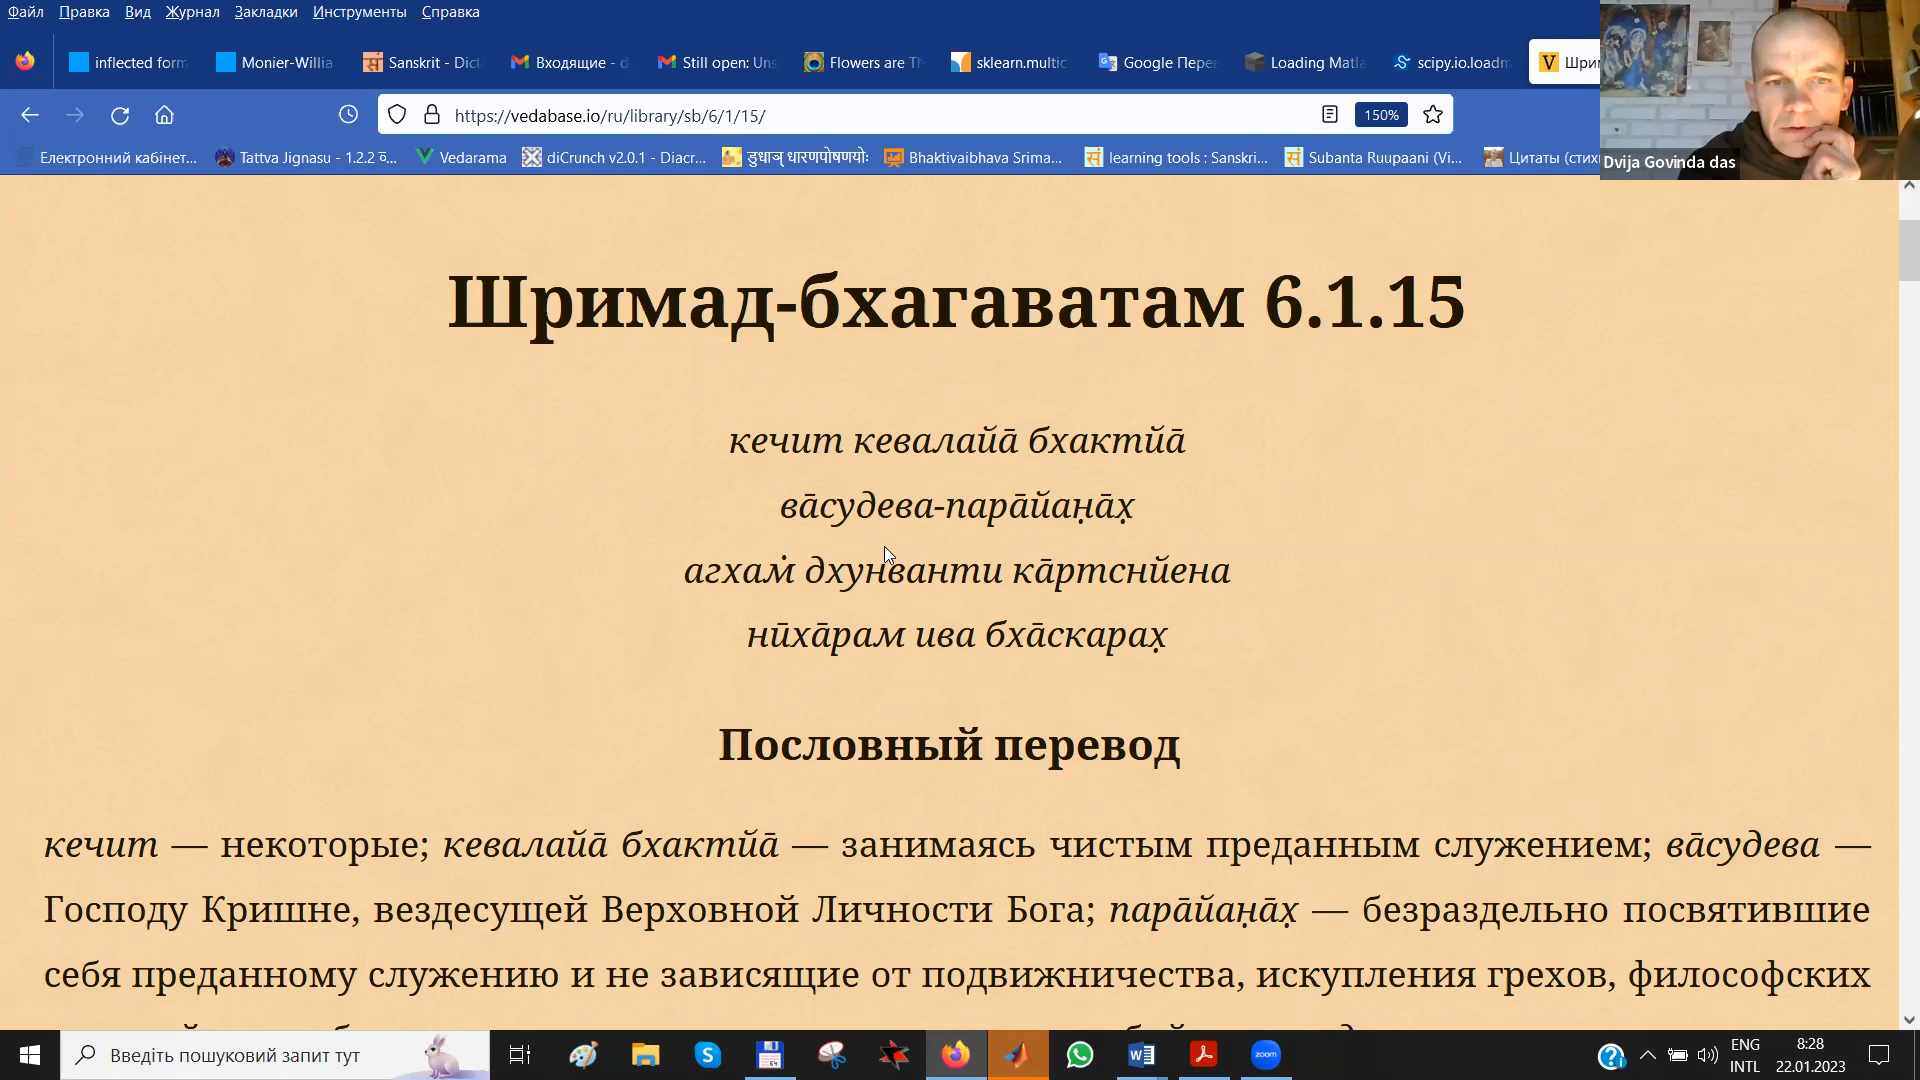 Файл Правка Вид Журнал Закладки Инструменты Справка
inflected form Monier-Willia Sanskrit - Dict Входящие - d Still open: Uns Flowers are Th sklearn.multic Google Пере Loading Matla scipy.io.loadm Шри
https://vedabase.io/ru/library/sb/6/1/15/ 150%
Електронний кабінет... Tattva Jignasu - 1.2.2 व... Vedarama diCrunch v2.0.1 - Diacr... डुधाञ् धारणपोषणयोः Bhaktivaibhava Srima... learning tools : Sanskri... Subanta Ruupaani (Vi... Цитаты (стих
Dvija Govinda das
Шримад-бхагаватам 6.1.15
кечит кевалайа̄ бхактйа̄
ва̄судева-пара̄йан̣а̄х̣
агхам̇ дхунванти ка̄ртснйена
нӣха̄рам ива бха̄скарах̣
Пословный перевод
кечит — некоторые; кевалайа̄ бхактйа̄ — занимаясь чистым преданным служением; ва̄судева —
Господу Кришне, вездесущей Верховной Личности Бога; пара̄йан̣а̄х̣ — безраздельно посвятившие
себя преданному служению и не зависящие от подвижничества, искупления грехов, философских
Введіть пошуковий запит тут
zoom
ENG
INTL
8:28
22.01.2023